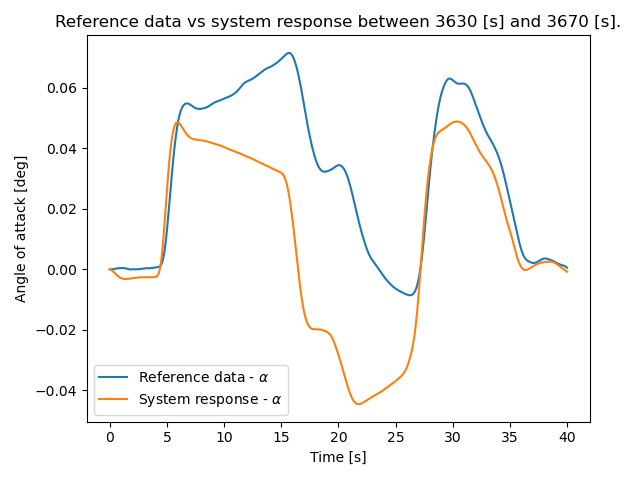 Reference data vs system response between 3630 [s] and 3670 [s].
Angle of attack [deg]
0.06
0.04
0.02
0.00
−0.02
−0.04
Reference data - α
System response - α
0 5 10 15 20 25 30 35 40
Time [s]